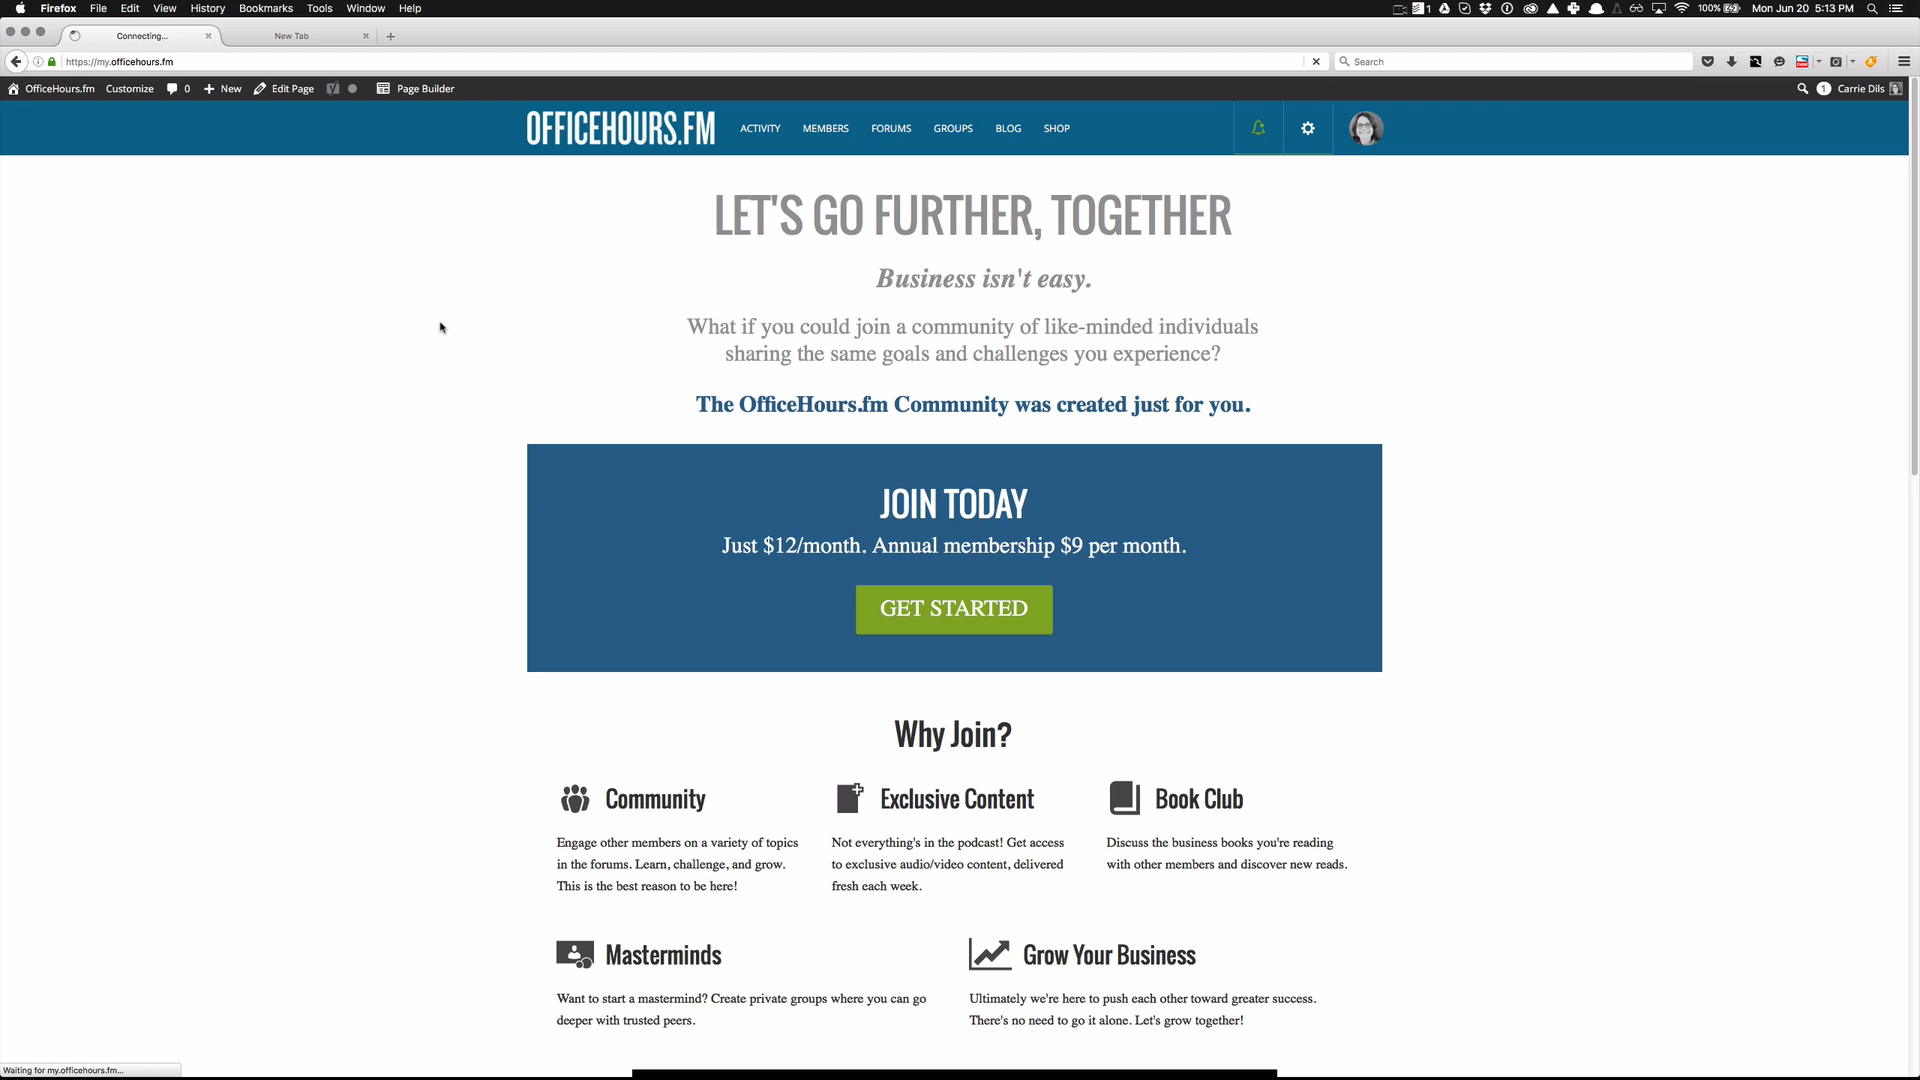 Firefox File Edit View History Bookmarks Tools Window Help 1 100% Mon Jun 20 5:13 PM
Connecting... New Tab
https://my.officehours.fm Search
OfficeHours.fm Customize 0 New Edit Page Page Builder 1 Carrie Dils
OFFICEHOURS.FM ACTIVITY MEMBERS FORUMS GROUPS BLOG SHOP
LET'S GO FURTHER, TOGETHER
Business isn't easy.
What if you could join a community of like-minded individuals
sharing the same goals and challenges you experience?
The OfficeHours.fm Community was created just for you.
JOIN TODAY
Just $12/month. Annual membership $9 per month.
GET STARTED
Why Join?
Community
Engage other members on a variety of topics
in the forums. Learn, challenge, and grow.
This is the best reason to be here!
Exclusive Content
Not everything's in the podcast! Get access
to exclusive audio/video content, delivered
fresh each week.
Book Club
Discuss the business books you're reading
with other members and discover new reads.
Masterminds
Want to start a mastermind? Create private groups where you can go
deeper with trusted peers.
Grow Your Business
Ultimately we're here to push each other toward greater success.
There's no need to go it alone. Let's grow together!
Waiting for my.officehours.fm...